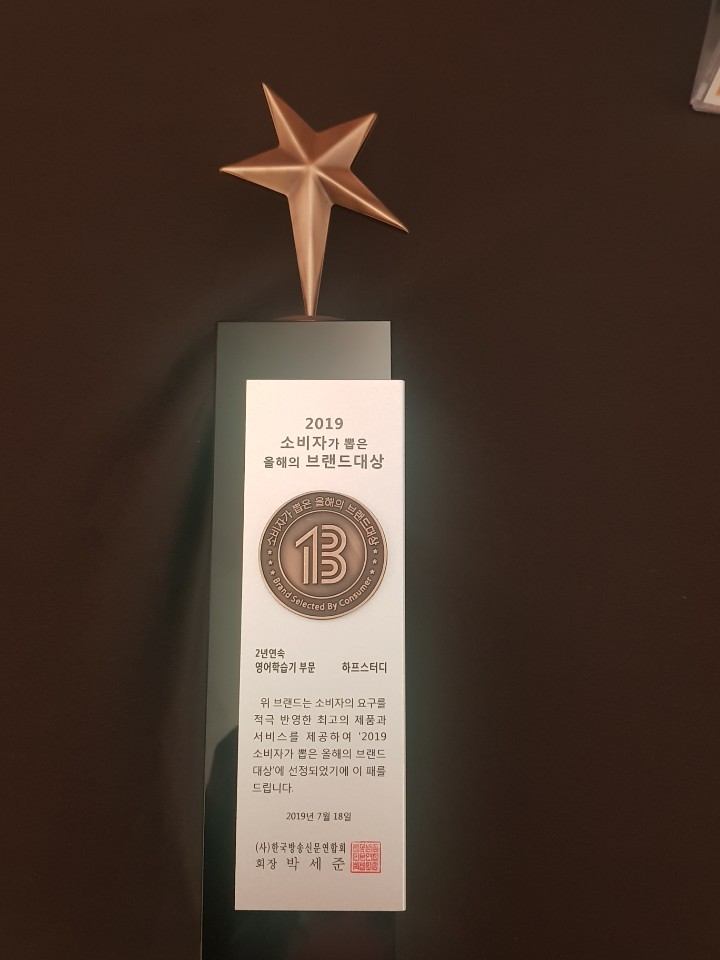 2019
소비자가 뽑은
올해의 브랜드대상
소비자가 뽑은 올해의 브랜드대상
1B
Brand Selected By Consumer
2년연속
영어학습기 부문 하프스터디
위 브랜드는 소비자의 요구를
적극 반영한 최고의 제품과
서비스를 제공하여 '2019
소비자가 뽑은 올해의 브랜드
대상'에 선정되었기에 이 패를
드립니다.
2019년 7월 18일
(사)한국방송신문연합회
회장 박 세 준